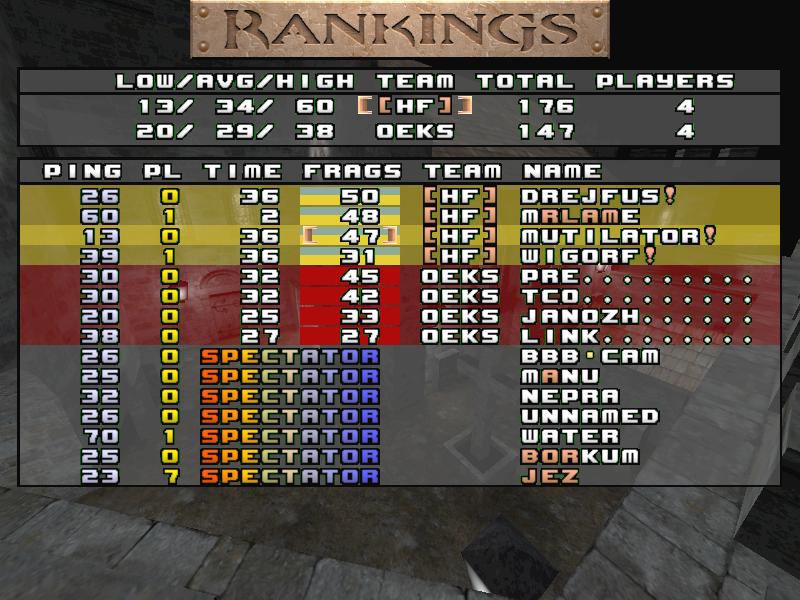 RANKINGS
LOW/AVG/HIGH TEAM TOTAL PLAYERS
13/ 34/ 60 [[HF]] 176 4
20/ 29/ 38 OEKS 147 4
PING PL TIME FRAGS TEAM NAME
26 0 36 50 [HF] DREJFUS!
60 1 2 48 [HF] MRLAME
13 0 36 [ 47 ] [HF] MUTILATOR!
39 1 36 31 [HF] WIGORF!
30 0 32 45 OEKS PRE.........
30 0 32 42 OEKS TCO.........
20 0 25 33 OEKS JANOZH......
38 0 27 27 OEKS LINK........
26 0 SPECTATOR BBB·CAM
25 0 SPECTATOR MANU
32 0 SPECTATOR NEPRA
26 0 SPECTATOR UNNAMED
70 1 SPECTATOR WATER
25 0 SPECTATOR BORKUM
23 7 SPECTATOR JEZ